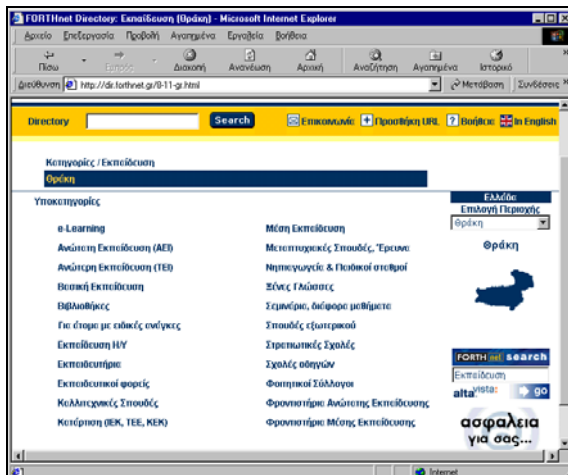 FORTHnet Directory: Εκπαίδευση (Θράκη) - Microsoft Internet Explorer
Αρχείο Επεξεργασία Προβολή Αγαπημένα Εργαλεία Βοήθεια
Πίσω Εμπρός Διακοπή Ανανέωση Αρχική Αναζήτηση Αγαπημένα Ιστορικό
Διεύθυνση http://dir.forthnet.gr/8-11-gr.html Μετάβαση Συνδέσεις
Directory Search Επικοινωνία Προσθήκη URL Βοήθεια In English
Κατηγορίες / Εκπαίδευση
Θράκη
Υποκατηγορίες
e-Learning
Ανώτατη Εκπαίδευση (ΑΕΙ)
Ανώτερη Εκπαίδευση (ΤΕΙ)
Βασική Εκπαίδευση
Βιβλιοθήκες
Για άτομα με ειδικές ανάγκες
Εκπαίδευση Η/Υ
Εκπαιδευτήρια
Εκπαιδευτικοί φορείς
Καλλιτεχνικές Σπουδές
Κατάρτιση (ΙΕΚ, ΤΕΕ, ΚΕΚ)
Μέση Εκπαίδευση
Μεταπτυχιακές Σπουδές, Έρευνα
Νηπιαγωγεία & Παιδικοί σταθμοί
Ξένες Γλώσσες
Σεμινάρια, διάφορα μαθήματα
Σπουδές εξωτερικού
Στρατιωτικές Σχολές
Σχολές οδηγών
Φοιτητικοί Σύλλογοι
Φροντιστήρια Ανώτατης Εκπαίδευσης
Φροντιστήρια Μέσης Εκπαίδευσης
Ελλάδα
Επιλογή Περιοχής
Θράκη
Θράκη
FORTHnet search
Εκπαίδευση
alta vista: go
ασφάλεια
για σας...
Internet